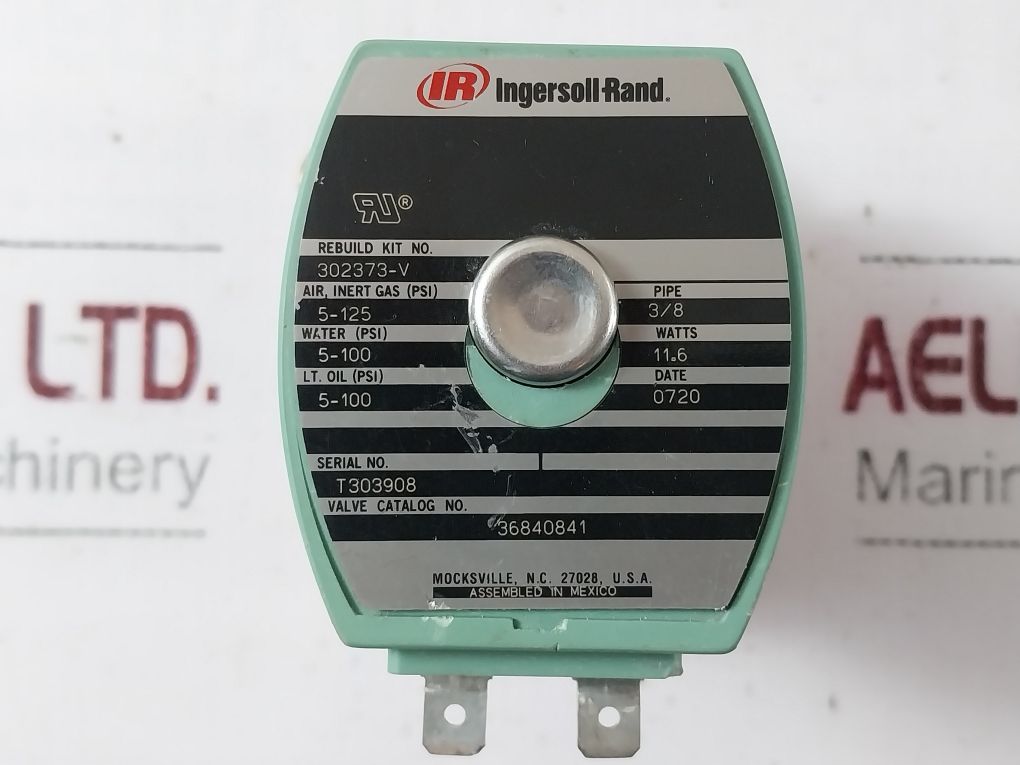 IR Ingersoll-Rand®
RU®
REBUILD KIT NO.
302373-V
AIR, INERT GAS (PSI) PIPE
5-125 3/8
WATER (PSI) WATTS
5-100 11.6
LT. OIL (PSI) DATE
5-100 0720
SERIAL NO.
T303908
VALVE CATALOG NO.
36840841
MOCKSVILLE, N.C. 27028, U.S.A.
ASSEMBLED IN MEXICO
LTD. AEL
chinery Marin